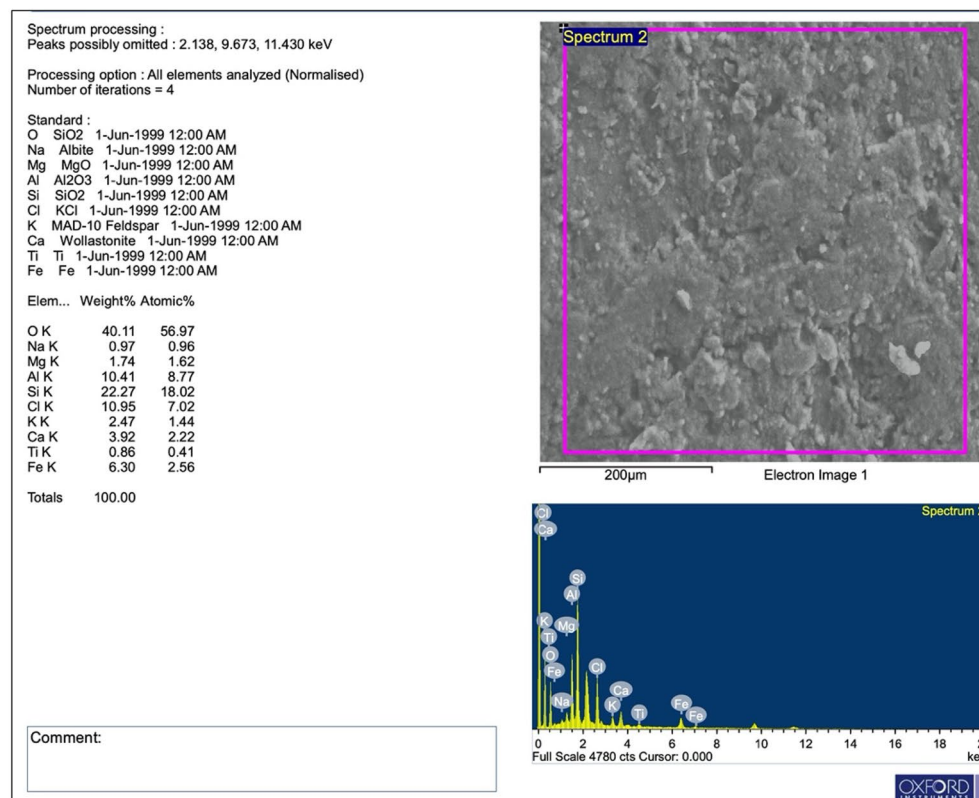 Spectrum processing :
Peaks possibly omitted : 2.138, 9.673, 11.430 keV
Processing option : All elements analyzed (Normalised)
Number of iterations = 4
Standard :
O SiO2 1-Jun-1999 12:00 AM
Na Albite 1-Jun-1999 12:00 AM
Mg MgO 1-Jun-1999 12:00 AM
Al Al2O3 1-Jun-1999 12:00 AM
Si SiO2 1-Jun-1999 12:00 AM
Cl KCl 1-Jun-1999 12:00 AM
K MAD-10 Feldspar 1-Jun-1999 12:00 AM
Ca Wollastonite 1-Jun-1999 12:00 AM
Ti Ti 1-Jun-1999 12:00 AM
Fe Fe 1-Jun-1999 12:00 AM
Elem... Weight% Atomic%
O K 40.11 56.97
Na K 0.97 0.96
Mg K 1.74 1.62
Al K 10.41 8.77
Si K 22.27 18.02
Cl K 10.95 7.02
K K 2.47 1.44
Ca K 3.92 2.22
Ti K 0.86 0.41
Fe K 6.30 2.56
Totals 100.00
Comment:
Spectrum 2
200µm Electron Image 1
Spectrum
Cl
Ca
Si
Al
K
Mg
Ti
O
Fe
Cl
Na
Ca
K
Ti
Fe
Fe
0 2 4 6 8 10 12 14 16 18
Full Scale 4780 cts Cursor: 0.000 ke
OXFORD
INSTRUMENTS